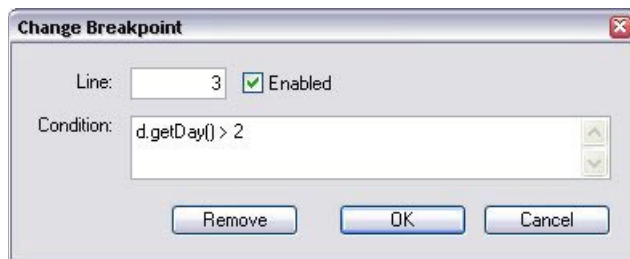 Change Breakpoint
Line: 3 Enabled
Condition: d.getDay() > 2
Remove OK Cancel